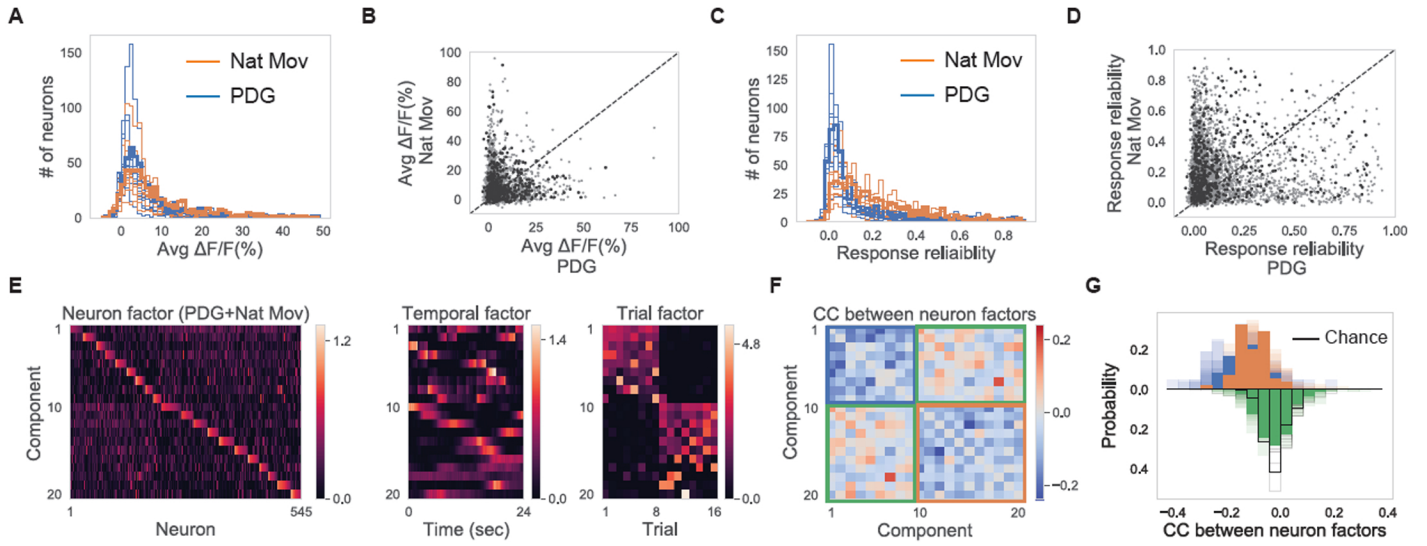 A
# of neurons
150
100
50
0
Nat Mov
PDG
0
10
20
30
40
50
Avg ΔF/F(%)
B
Avg ΔF/F(%)
Nat Mov
100
80
60
40
20
0
0
25
50
75
100
Avg ΔF/F(%)
PDG
C
# of neurons
150
125
100
75
50
25
0
Nat Mov
PDG
0.0
0.2
0.4
0.6
0.8
Response reliaiblity
D
Response reliability
Nat Mov
1.0
0.8
0.6
0.4
0.2
0.0
0.00
0.25
0.50
0.75
1.00
Response reliability
PDG
E
Neuron factor (PDG+Nat Mov)
Component
1
10
20
1
545
Neuron
1.2
0.0
Temporal factor
1
10
20
0
24
Time (sec)
1.4
0.0
Trial factor
1
10
20
1
8
16
Trial
4.8
0.0
F
CC between neuron factors
Component
1
10
20
1
10
20
Component
0.2
0.0
−0.2
G
Probability
0.2
0.0
0.2
0.4
Chance
−0.4
−0.2
0.0
0.2
0.4
CC between neuron factors